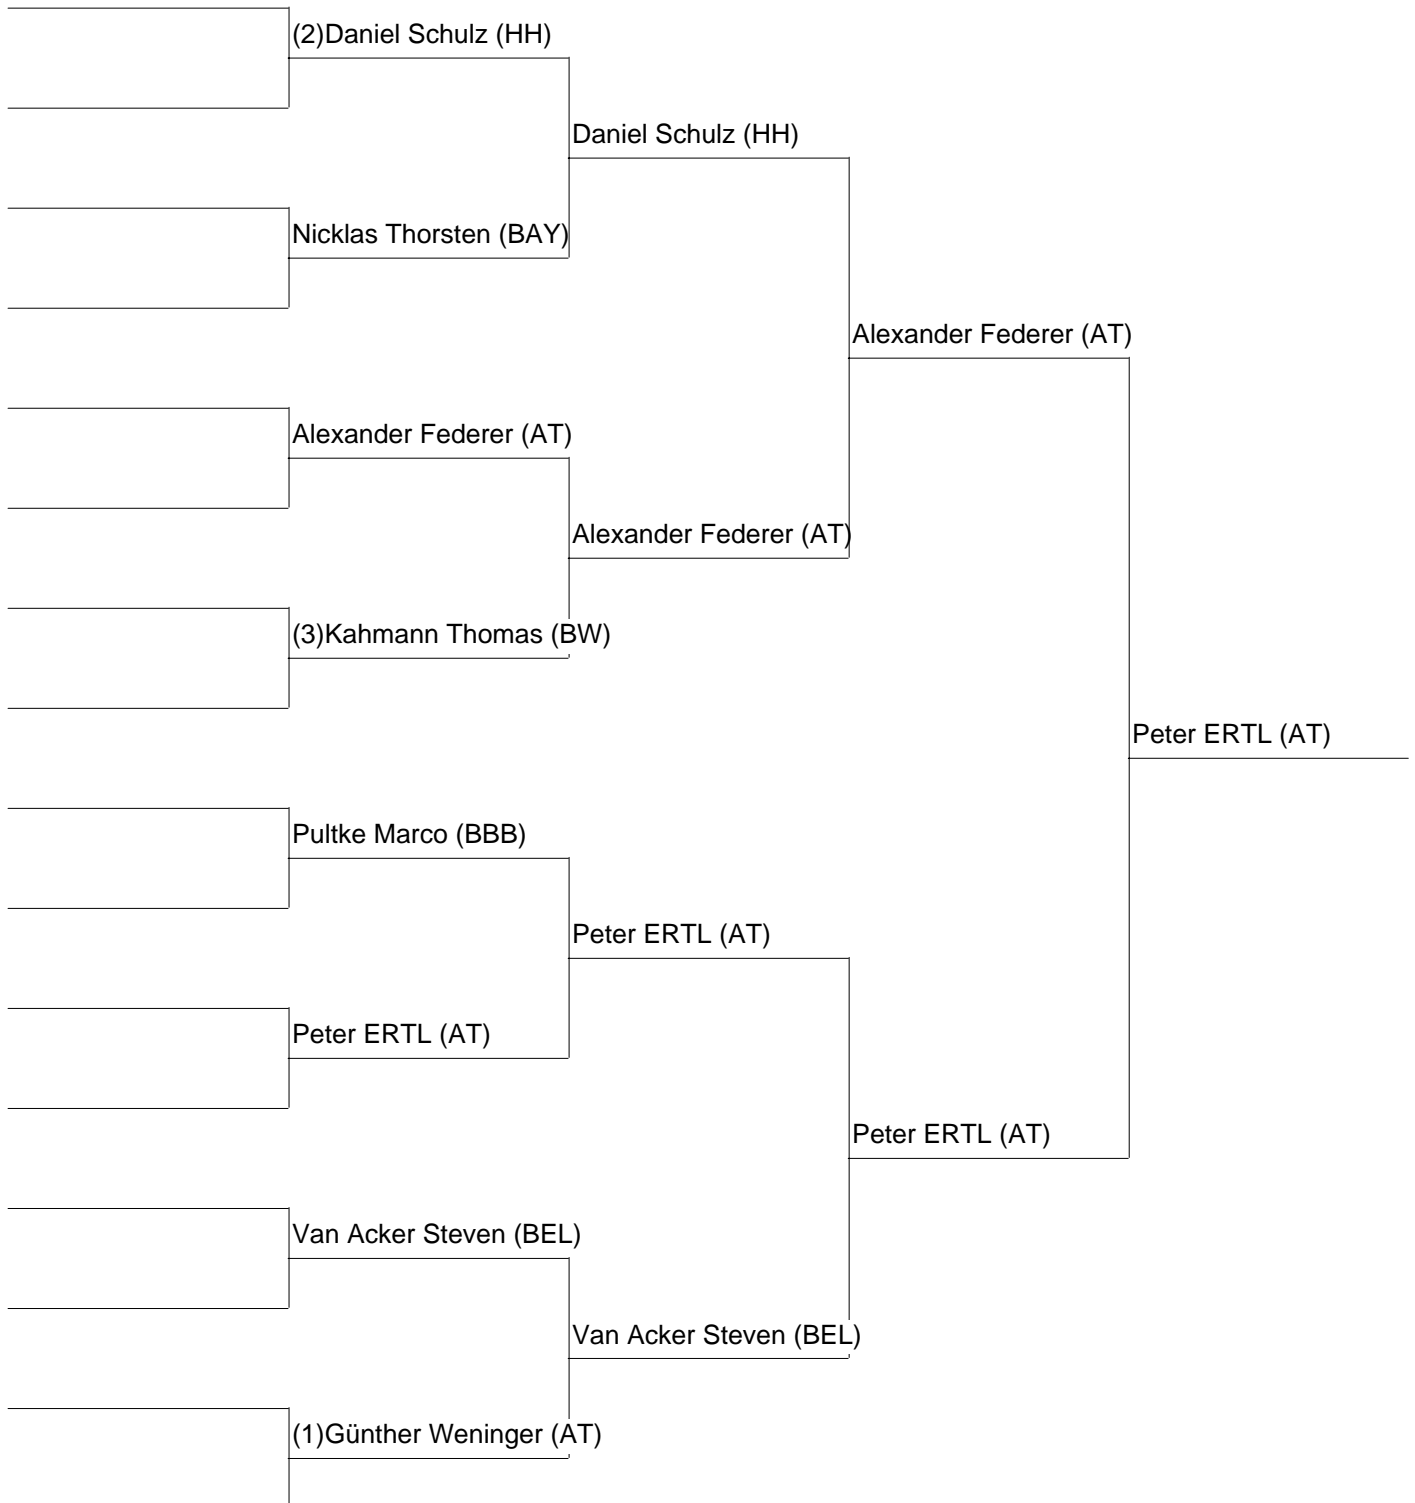 (2)Daniel Schulz (HH)
Daniel Schulz (HH)
Nicklas Thorsten (BAY)
Alexander Federer (AT)
Alexander Federer (AT)
Alexander Federer (AT)
(3)Kahmann Thomas (BW)
Peter ERTL (AT)
Pultke Marco (BBB)
Peter ERTL (AT)
Peter ERTL (AT)
Peter ERTL (AT)
Van Acker Steven (BEL)
Van Acker Steven (BEL)
(1)Günther Weninger (AT)